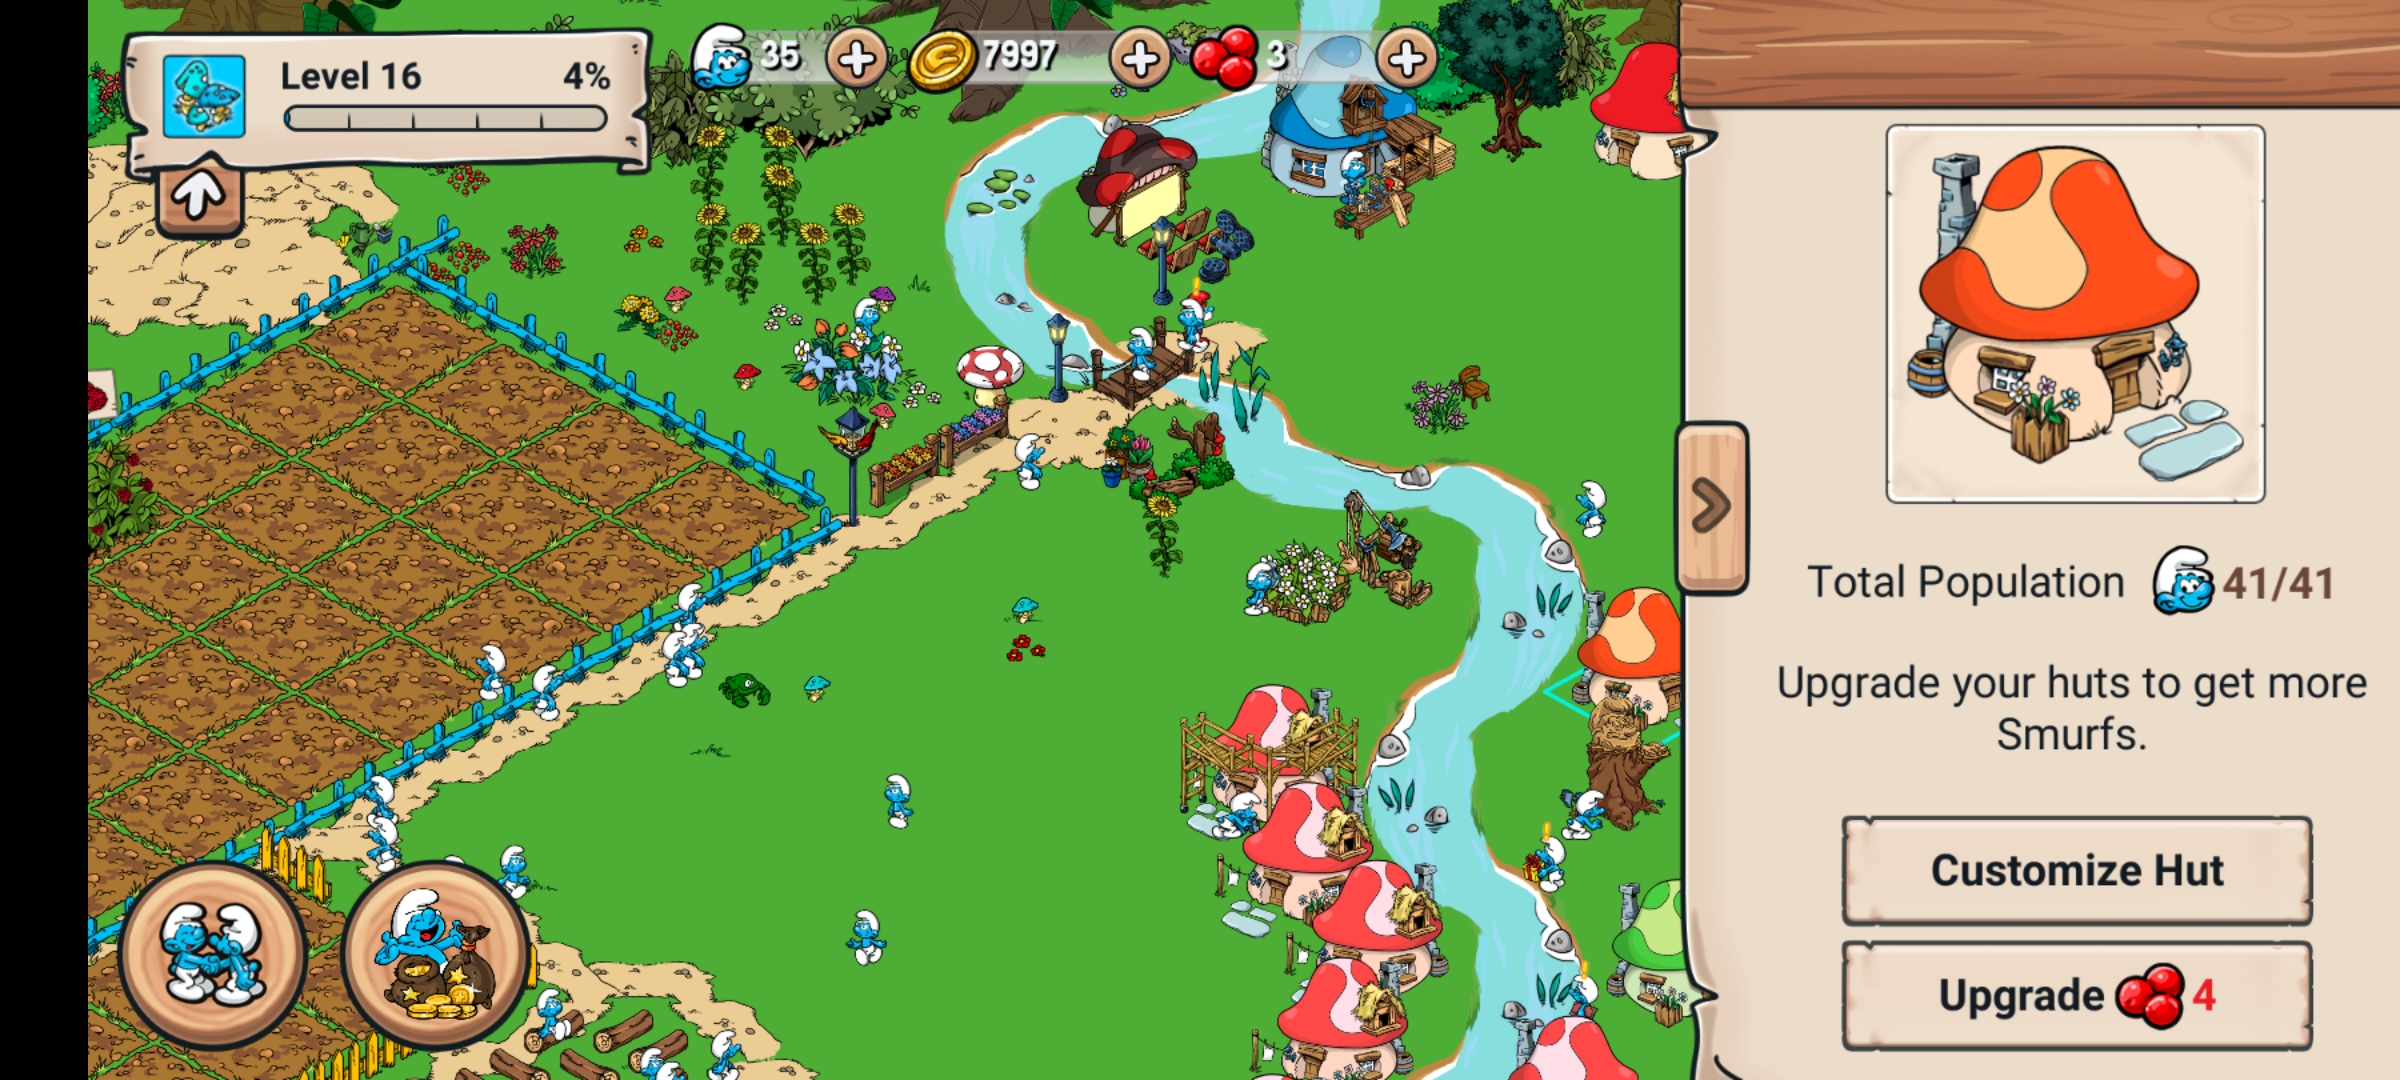 Level 16 4%
35 7997 3
Total Population 41/41
Upgrade your huts to get more
Smurfs.
Customize Hut
Upgrade 4